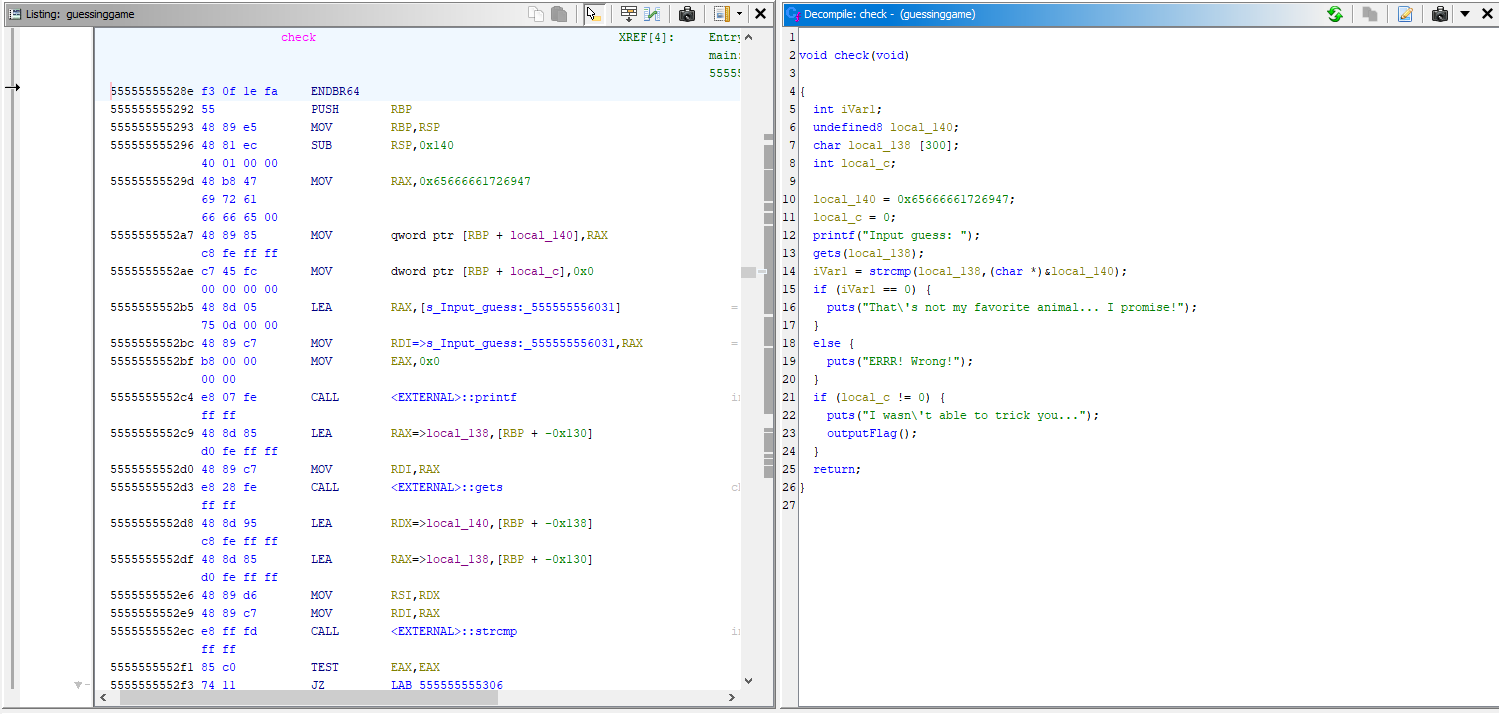 Listing: guessinggame
check XREF[4]: Entry
main:
55555
55555555528e f3 0f 1e fa ENDBR64
555555555292 55 PUSH RBP
555555555293 48 89 e5 MOV RBP,RSP
555555555296 48 81 ec SUB RSP,0x140
40 01 00 00
55555555529d 48 b8 47 MOV RAX,0x65666661726947
69 72 61
66 66 65 00
5555555552a7 48 89 85 MOV qword ptr [RBP + local_140],RAX
c8 fe ff ff
5555555552ae c7 45 fc MOV dword ptr [RBP + local_c],0x0
00 00 00 00
5555555552b5 48 8d 05 LEA RAX,[s_Input_guess:_555555556031] =
75 0d 00 00
5555555552bc 48 89 c7 MOV RDI=>s_Input_guess:_555555556031,RAX =
5555555552bf b8 00 00 MOV EAX,0x0
00 00
5555555552c4 e8 07 fe CALL <EXTERNAL>::printf
ff ff
5555555552c9 48 8d 85 LEA RAX=>local_138,[RBP + -0x130]
d0 fe ff ff
5555555552d0 48 89 c7 MOV RDI,RAX
5555555552d3 e8 28 fe CALL <EXTERNAL>::gets
ff ff
5555555552d8 48 8d 95 LEA RDX=>local_140,[RBP + -0x138]
c8 fe ff ff
5555555552df 48 8d 85 LEA RAX=>local_138,[RBP + -0x130]
d0 fe ff ff
5555555552e6 48 89 d6 MOV RSI,RDX
5555555552e9 48 89 c7 MOV RDI,RAX
5555555552ec e8 ff fd CALL <EXTERNAL>::strcmp
ff ff
5555555552f1 85 c0 TEST EAX,EAX
5555555552f3 74 11 JZ LAB_555555555306
Decompile: check - (guessinggame)
1
2 void check(void)
3
4 {
5 int iVar1;
6 undefined8 local_140;
7 char local_138 [300];
8 int local_c;
9
10 local_140 = 0x65666661726947;
11 local_c = 0;
12 printf("Input guess: ");
13 gets(local_138);
14 iVar1 = strcmp(local_138,(char *)&local_140);
15 if (iVar1 == 0) {
16 puts("That\'s not my favorite animal... I promise!");
17 }
18 else {
19 puts("ERRR! Wrong!");
20 }
21 if (local_c != 0) {
22 puts("I wasn\'t able to trick you...");
23 outputFlag();
24 }
25 return;
26 }
27